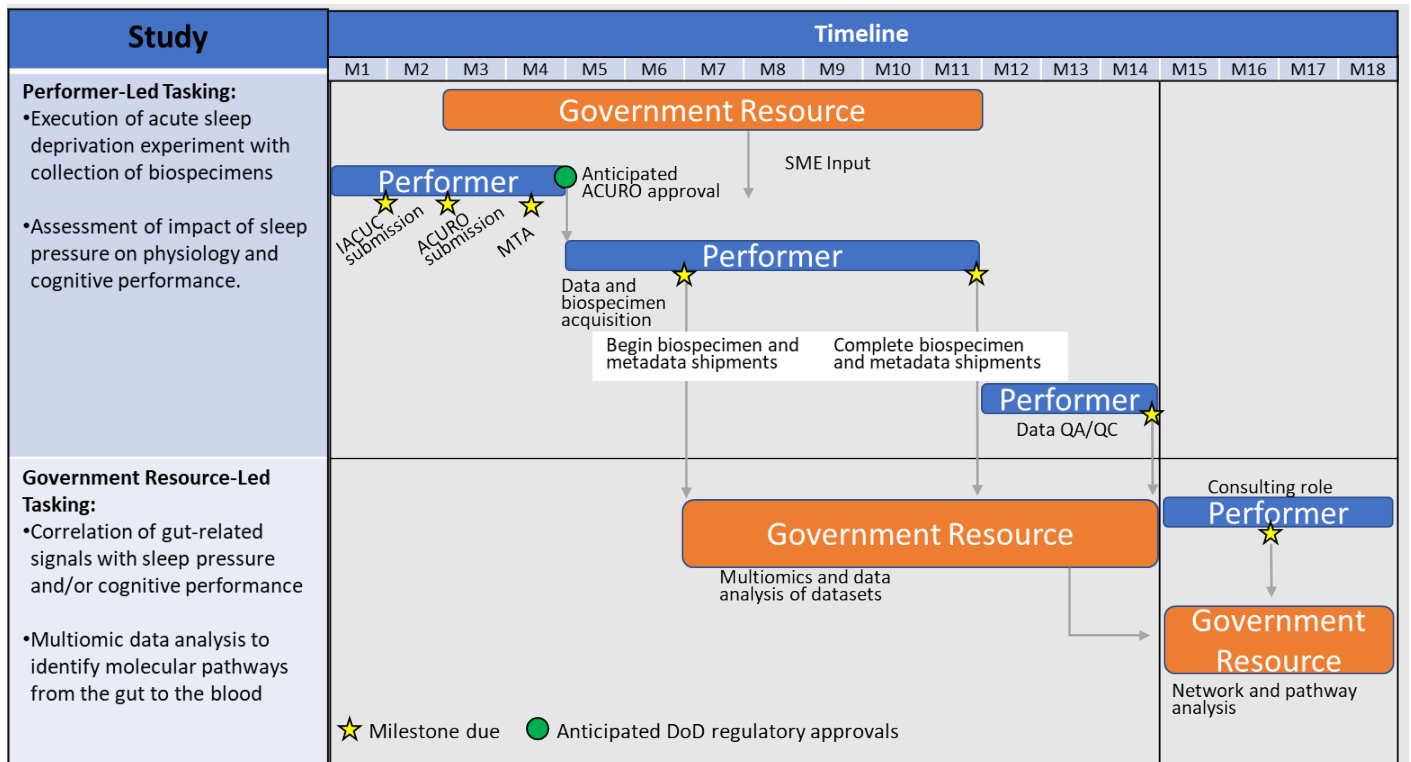 Study
Timeline
M1 M2 M3 M4 M5 M6 M7 M8 M9 M10 M11 M12 M13 M14 M15 M16 M17 M18
Performer-Led Tasking:
•Execution of acute sleep
deprivation experiment with
collection of biospecimens
•Assessment of impact of sleep
pressure on physiology and
cognitive performance.
Government Resource
SME Input
Performer
Anticipated
ACURO approval
IACUC
submission
ACURO
submission
MTA
Performer
Data and
biospecimen
acquisition
Begin biospecimen and
metadata shipments
Complete biospecimen
and metadata shipments
Performer
Data QA/QC
Government Resource-Led
Tasking:
•Correlation of gut-related
signals with sleep pressure
and/or cognitive performance
•Multiomic data analysis to
identify molecular pathways
from the gut to the blood
Government Resource
Multiomics and data
analysis of datasets
Consulting role
Performer
Government
Resource
Network and pathway
analysis
Milestone due
Anticipated DoD regulatory approvals